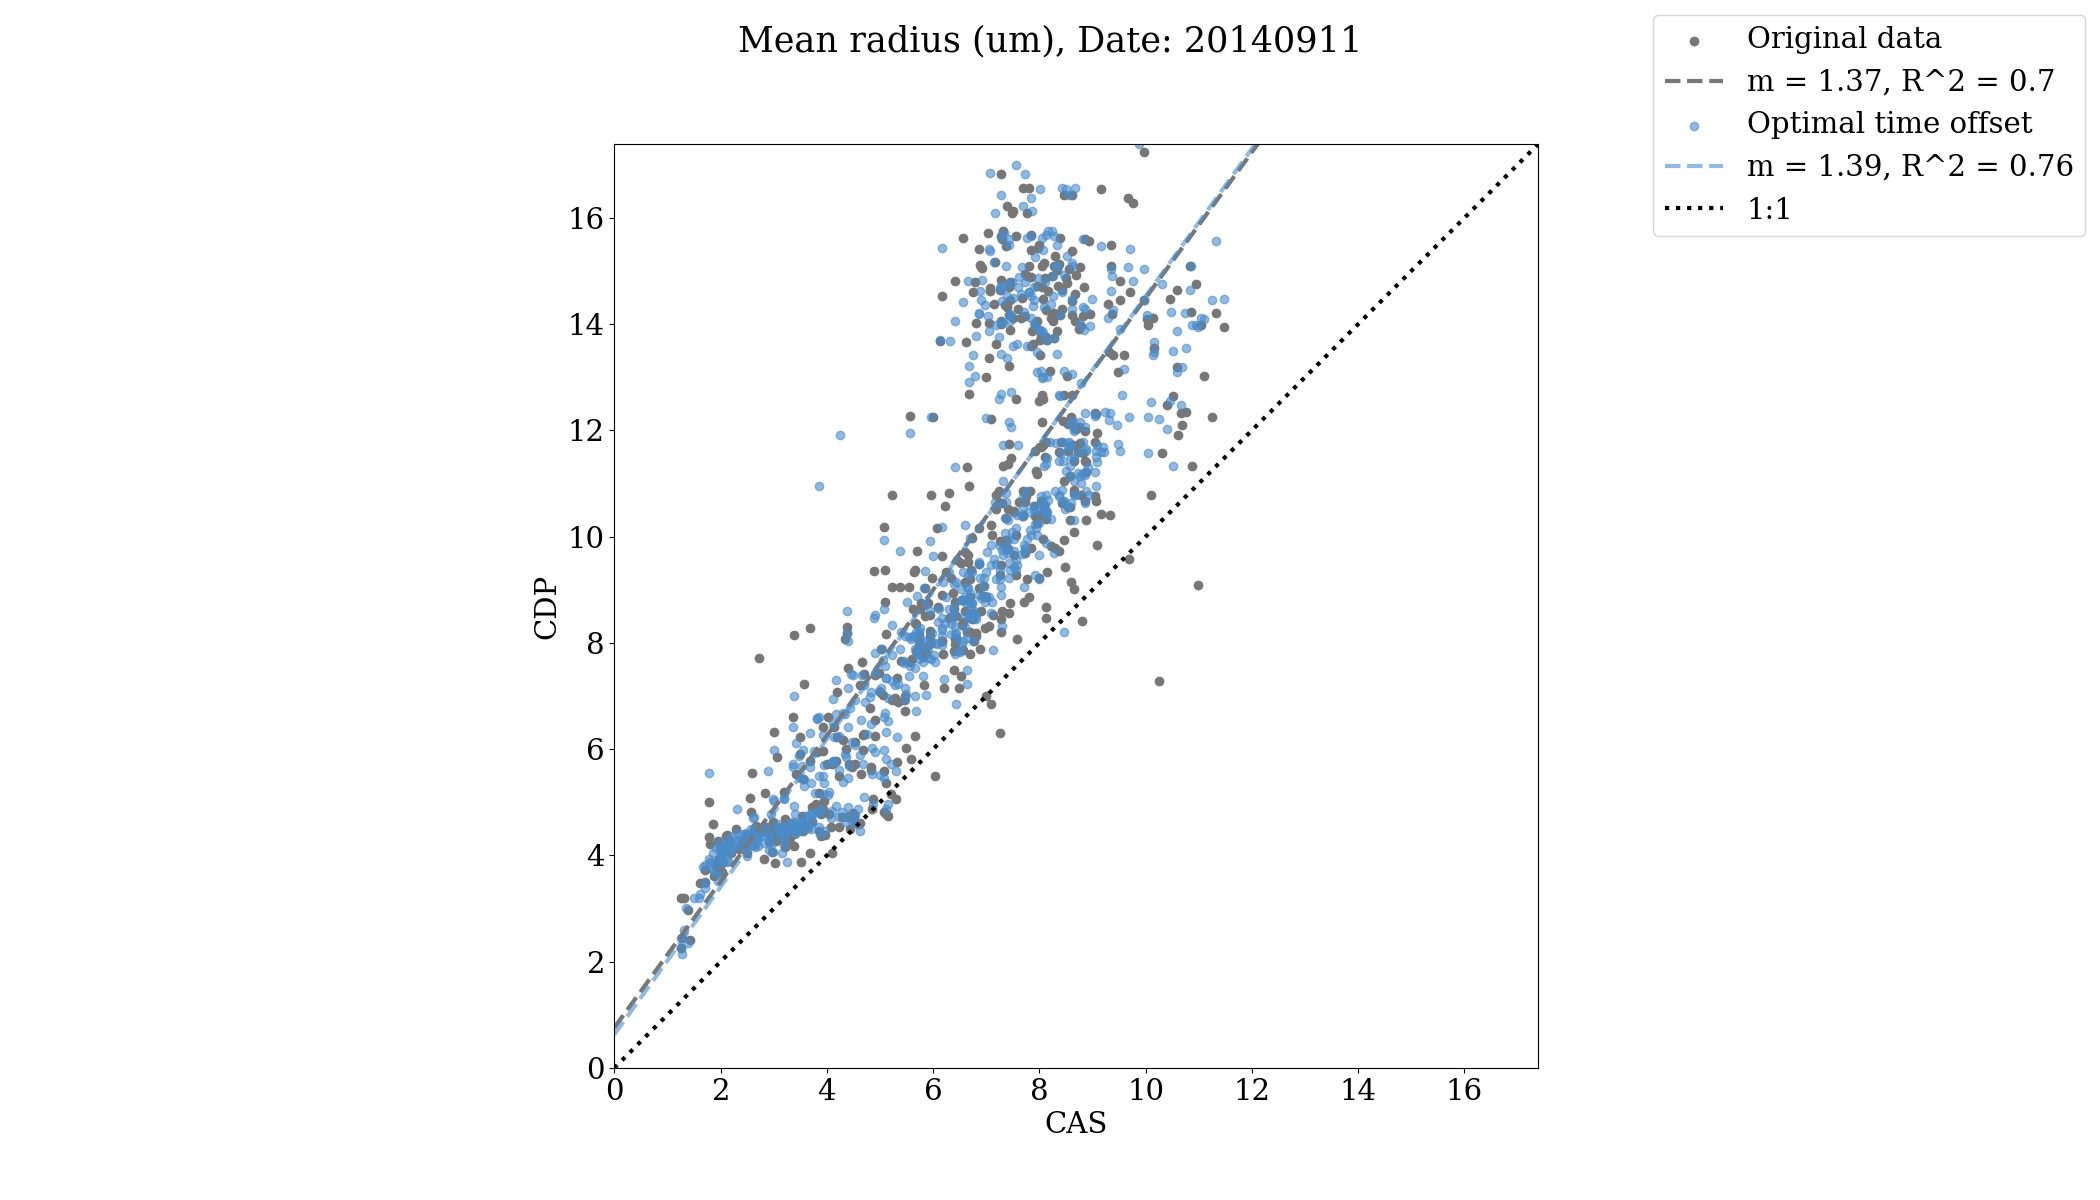 Mean radius (um), Date: 20140911
Original data
m = 1.37, R^2 = 0.7
Optimal time offset
m = 1.39, R^2 = 0.76
1:1
16
14
12
10
8
6
4
2
0
CDP
0 2 4 6 8 10 12 14 16
CAS